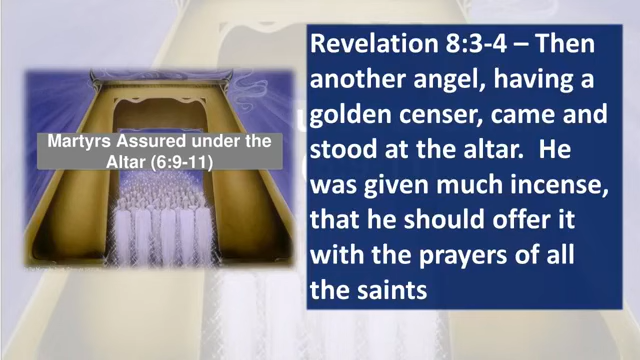 Martyrs Assured under the
Altar (6:9-11)
Revelation 8:3-4 – Then
another angel, having a
golden censer, came and
stood at the altar.  He
was given much incense,
that he should offer it
with the prayers of all
the saints